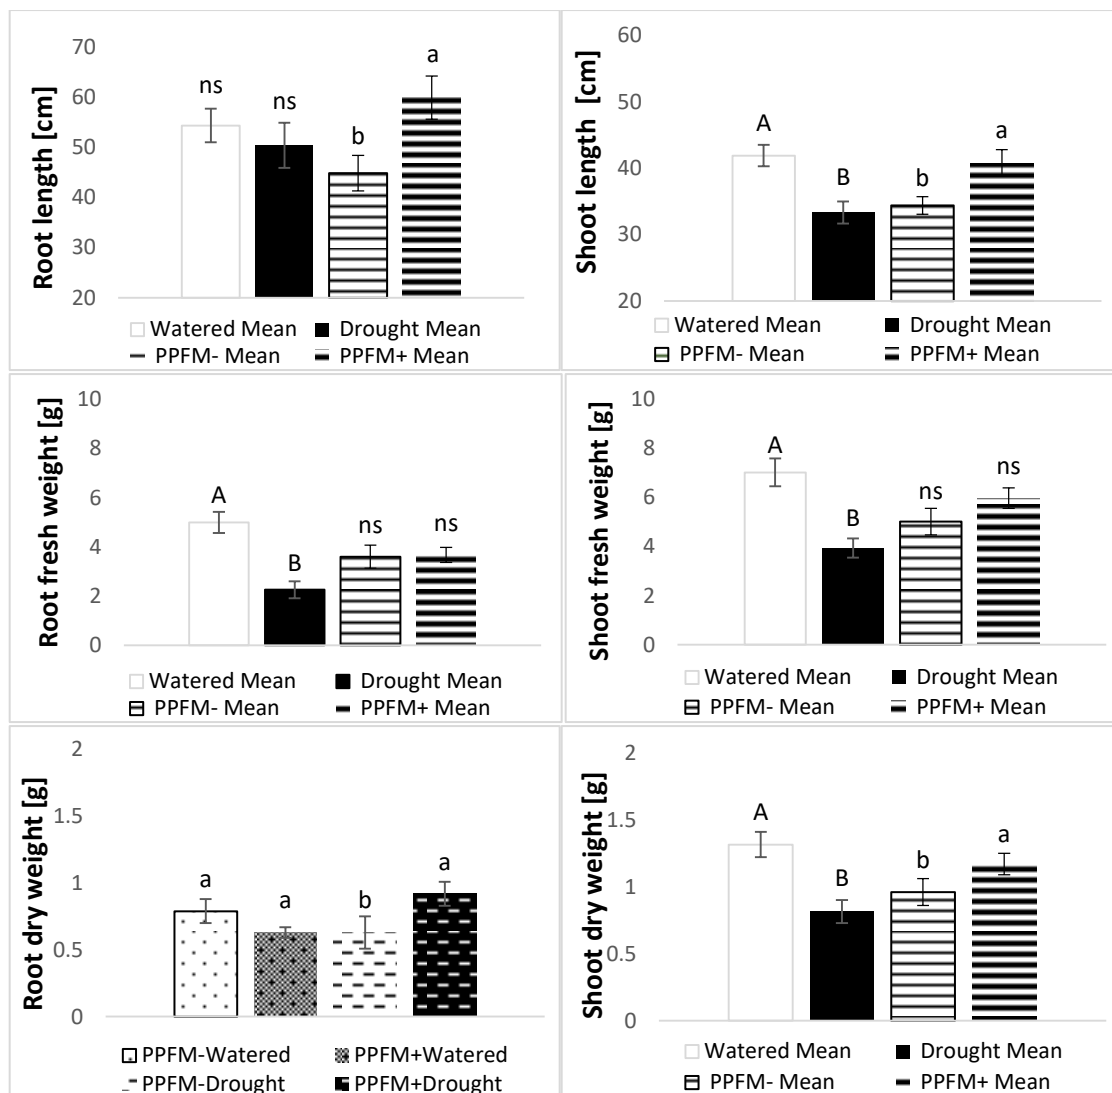 Root length [cm]
70
60
50
40
30
20
ns
ns
b
a
Watered Mean
Drought Mean
PPFM- Mean
PPFM+ Mean
Shoot length [cm]
60
50
40
30
20
A
B
b
a
Watered Mean
Drought Mean
PPFM- Mean
PPFM+ Mean
Root fresh weight [g]
10
8
6
4
2
0
A
B
ns
ns
Watered Mean
Drought Mean
PPFM- Mean
PPFM+ Mean
Shoot fresh weight [g]
10
8
6
4
2
0
A
B
ns
ns
Watered Mean
Drought Mean
PPFM- Mean
PPFM+ Mean
Root dry weight [g]
2
1.5
1
0.5
0
a
a
b
a
PPFM-Watered
PPFM+Watered
PPFM-Drought
PPFM+Drought
Shoot dry weight [g]
2
1.5
1
0.5
0
A
B
b
a
Watered Mean
Drought Mean
PPFM- Mean
PPFM+ Mean